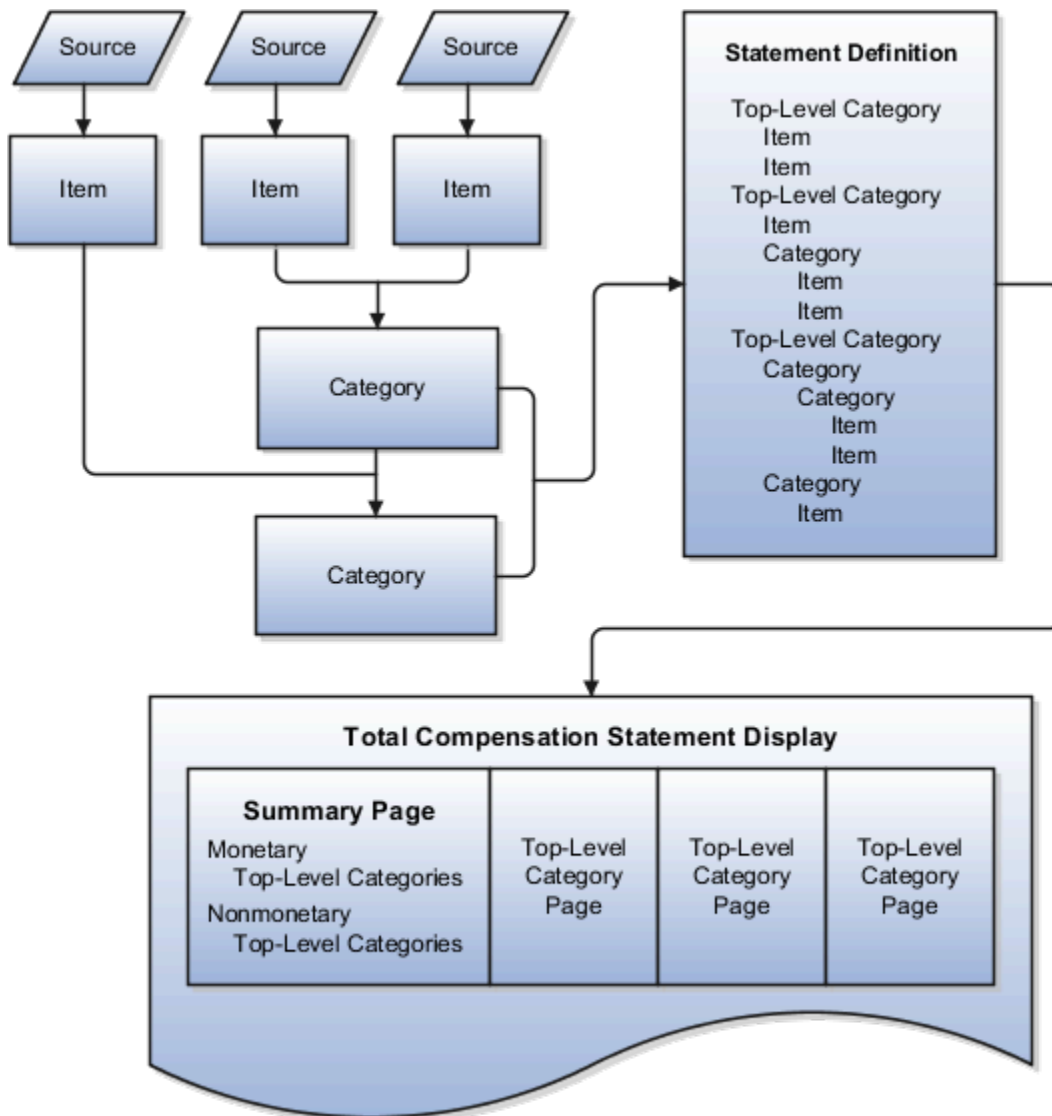 Source
Source
Source
Item
Item
Item
Category
Category
Statement Definition
Top-Level Category
Item
Item
Top-Level Category
Item
Category
Item
Item
Top-Level Category
Category
Category
Item
Item
Category
Item
Total Compensation Statement Display
Summary Page
Monetary
Top-Level Categories
Nonmonetary
Top-Level Categories
Top-Level
Category
Page
Top-Level
Category
Page
Top-Level
Category
Page